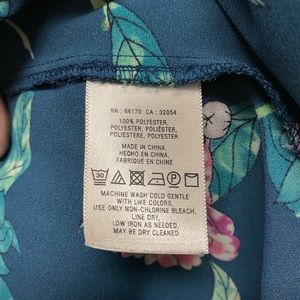 RN : 66170 CA : 32054
100% POLYESTER,
POLYESTER, POLIÉSTER,
POLIESTERE, POLYESTER
MADE IN CHINA,
HECHO EN CHINA,
FABRIQUÉ EN CHINE
MACHINE WASH COLD GENTLE
WITH LIKE COLORS,
USE ONLY NON-CHLORINE BLEACH,
LINE DRY,
LOW IRON AS NEEDED,
MAY DRY CLEANED